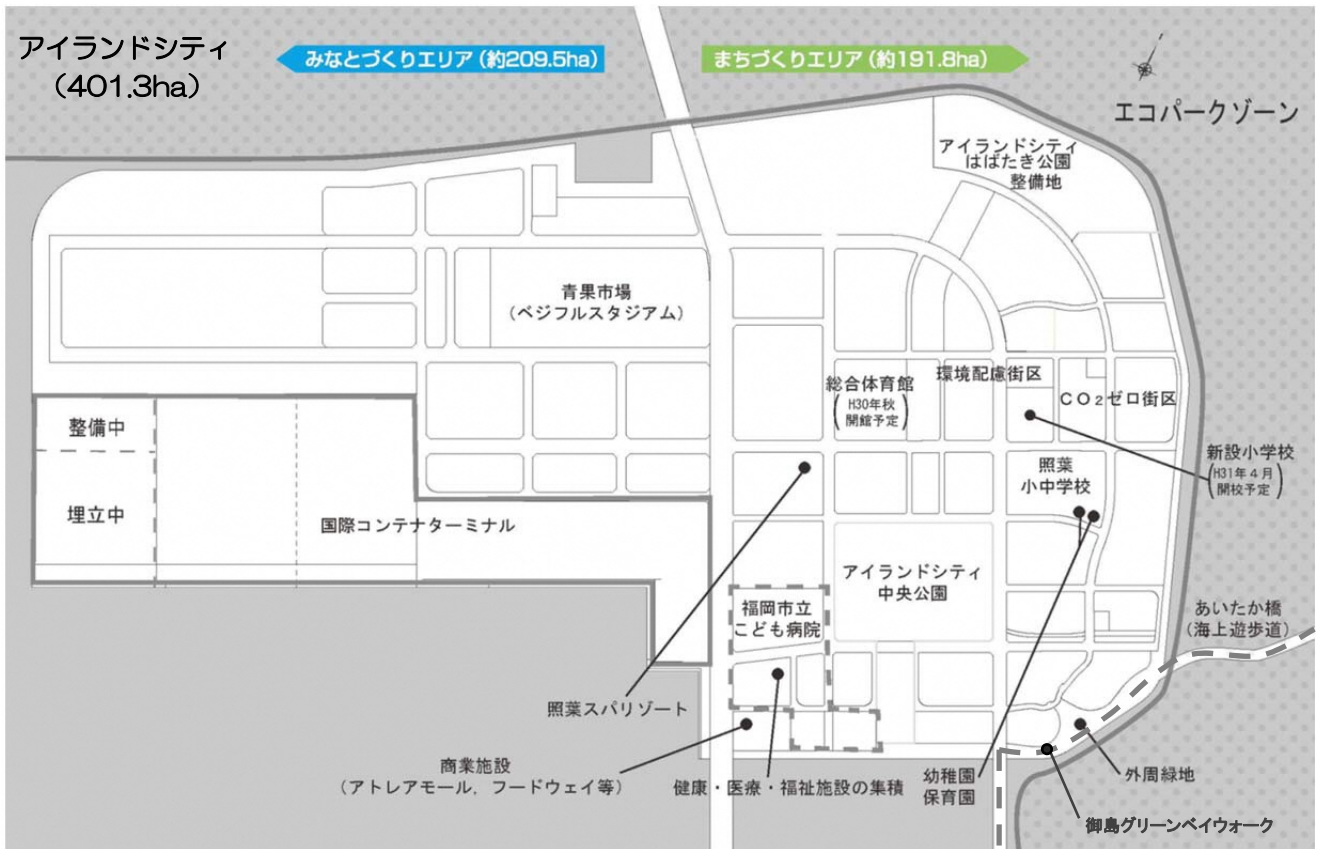 アイランドシティ
（401.3ha）
みなとづくりエリア（約209.5ha）
まちづくりエリア（約191.8ha）
エコパークゾーン
アイランドシティ
はばたき公園
整備地
青果市場
（ベジフルスタジアム）
総合体育館
（H30年秋
開館予定）
環境配慮街区
CO₂ゼロ街区
整備中
埋立中
国際コンテナターミナル
照葉
小中学校
新設小学校
（H31年4月
開校予定）
アイランドシティ
中央公園
福岡市立
こども病院
あいたか橋
（海上遊歩道）
照葉スパリゾート
商業施設
（アトレアモール，フードウェイ等）
健康・医療・福祉施設の集積
幼稚園
保育園
外周緑地
御島グリーンベイウォーク